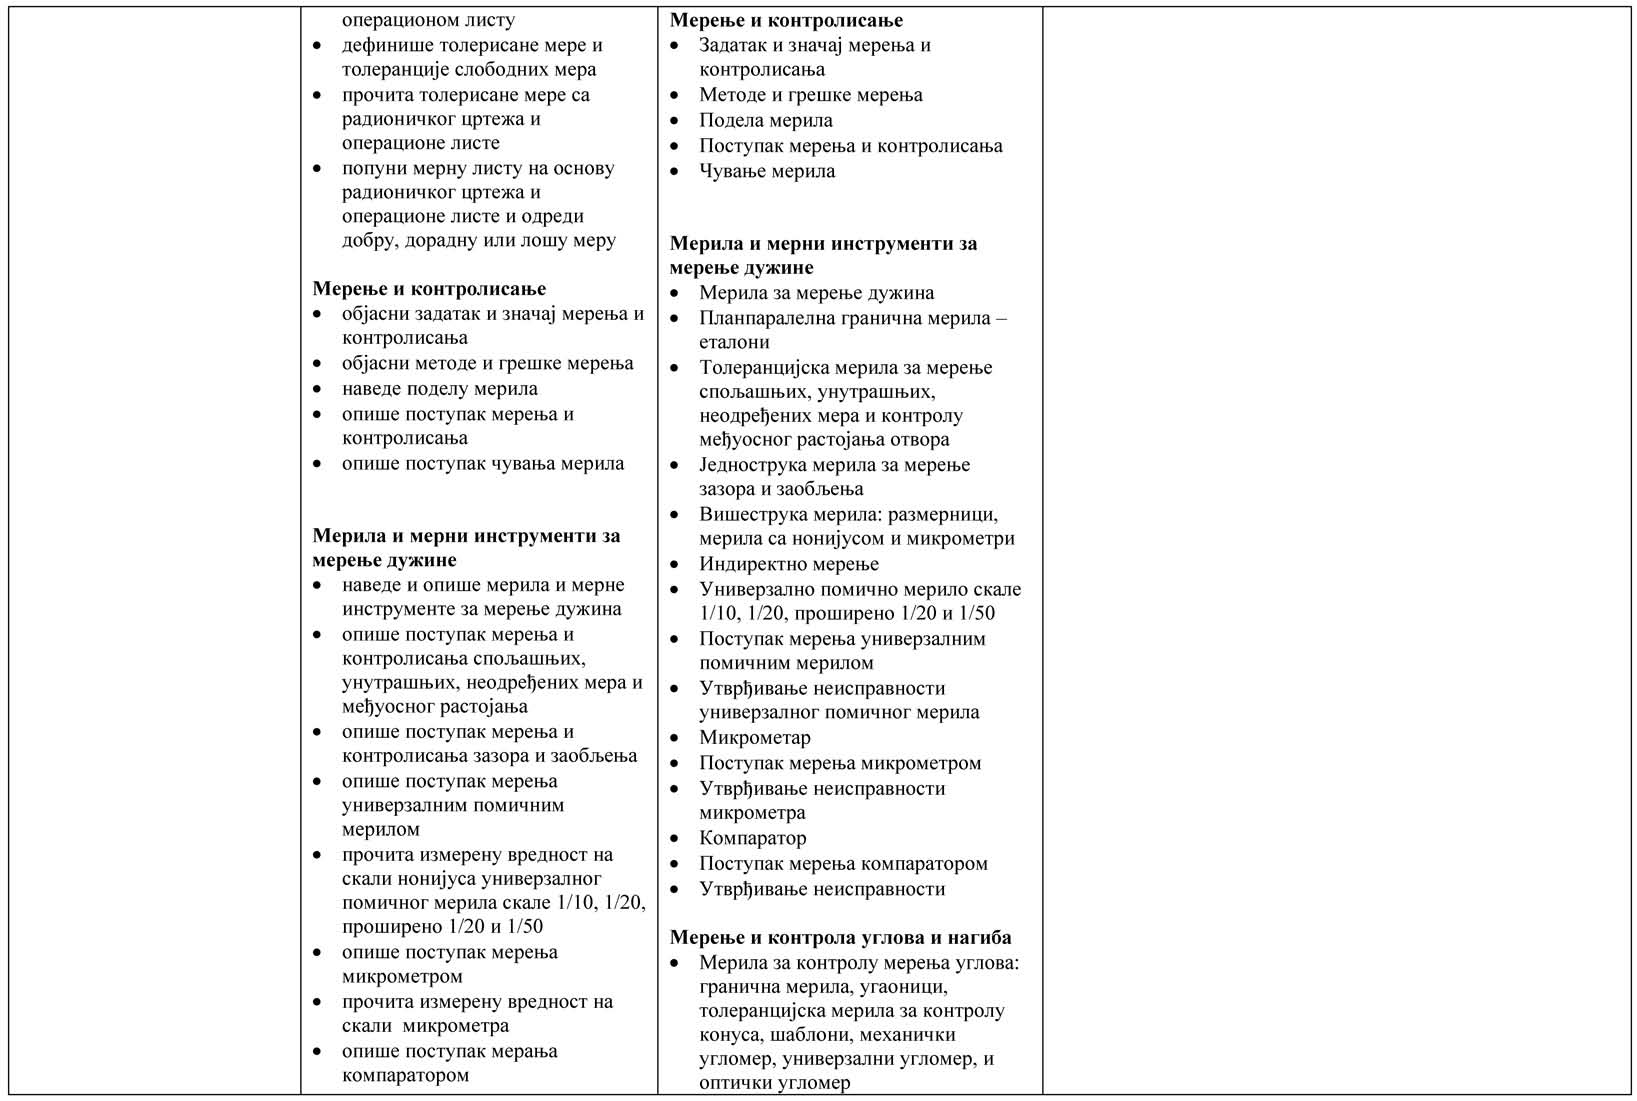 операционом листу
• дефинише толерисане мере и
толеранције слободних мера
• прочита толерисане мере са
радионичког цртежа и
операционе листе
• попуни мерну листу на основу
радионичког цртежа и
операционе листе и одреди
добру, дорадну или лошу меру
Мерење и контролисање
• објасни задатак и значај мерења и
контролисања
• објасни методе и грешке мерења
• наведе поделу мерила
• опише поступак мерења и
контролисања
• опише поступак чувања мерила
Мерила и мерни инструменти за
мерење дужине
• наведе и опише мерила и мерне
инструменте за мерење дужина
• опише поступак мерења и
контролисања спољашњих,
унутрашњих, неодређених мера и
међуосног растојања
• опише поступак мерења и
контролисања зазора и заобљења
• опише поступак мерења
универзалним помичним
мерилом
• прочита измерену вредност на
скали нонијуса универзалног
помичног мерила скале 1/10, 1/20,
проширено 1/20 и 1/50
• опише поступак мерења
микрометром
• прочита измерену вредност на
скали  микрометра
• опише поступак мерања
компаратором
Мерење и контролисање
• Задатак и значај мерења и
контролисања
• Методе и грешке мерења
• Подела мерила
• Поступак мерења и контролисања
• Чување мерила
Мерила и мерни инструменти за
мерење дужине
• Мерила за мерење дужина
• Планпаралелна гранична мерила –
еталони
• Толеранцијска мерила за мерење
спољашњих, унутрашњих,
неодређених мера и контролу
међуосног растојања отвора
• Једнострука мерила за мерење
зазора и заобљења
• Вишеструка мерила: размерници,
мерила са нонијусом и микрометри
• Индиректно мерење
• Универзално помично мерило скале
1/10, 1/20, проширено 1/20 и 1/50
• Поступак мерења универзалним
помичним мерилом
• Утврђивање неисправности
универзалног помичног мерила
• Микрометар
• Поступак мерења микрометром
• Утврђивање неисправности
микрометра
• Компаратор
• Поступак мерења компаратором
• Утврђивање неисправности
Мерење и контрола углова и нагиба
• Мерила за контролу мерења углова:
гранична мерила, угаоници,
толеранцијска мерила за контролу
конуса, шаблони, механички
угломер, универзални угломер, и
оптички угломер